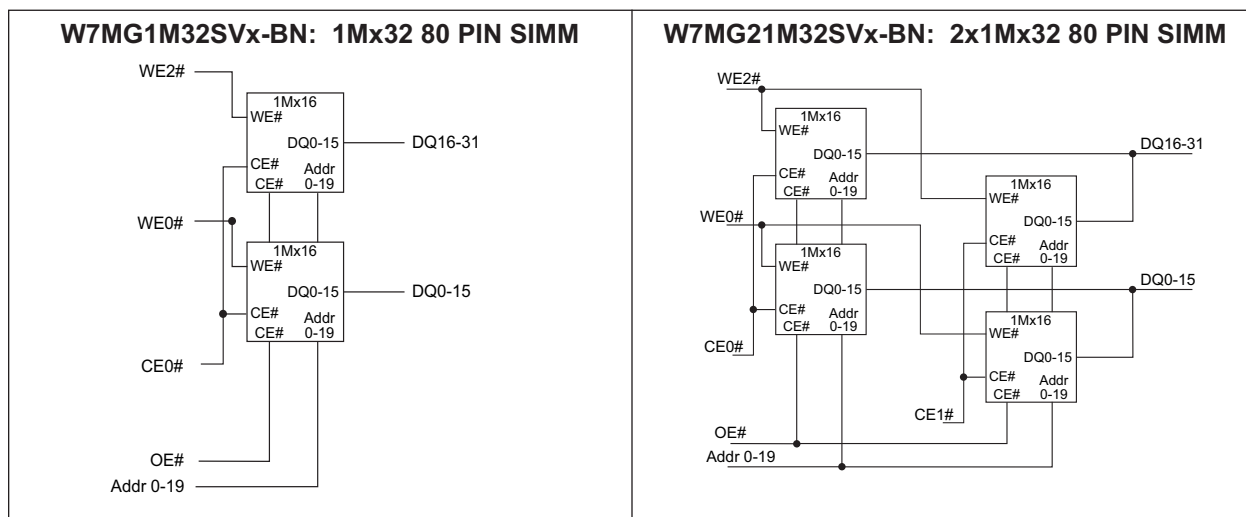 W7MG1M32SVx-BN: 1Mx32 80 PIN SIMM
WE2#
1Mx16
WE#
DQ0-15
DQ16-31
CE#
Addr
CE#
0-19
WE0#
1Mx16
WE#
DQ0-15
DQ0-15
CE#
Addr
CE#
0-19
CE0#
OE#
Addr 0-19
W7MG21M32SVx-BN: 2x1Mx32 80 PIN SIMM
WE2#
1Mx16
WE#
DQ0-15
DQ16-31
CE#
Addr
CE#
0-19
1Mx16
WE#
DQ0-15
CE#
Addr
CE#
0-19
WE0#
1Mx16
WE#
DQ0-15
DQ0-15
CE#
Addr
CE#
0-19
1Mx16
WE#
DQ0-15
CE#
Addr
CE#
0-19
CE0#
CE1#
OE#
Addr 0-19